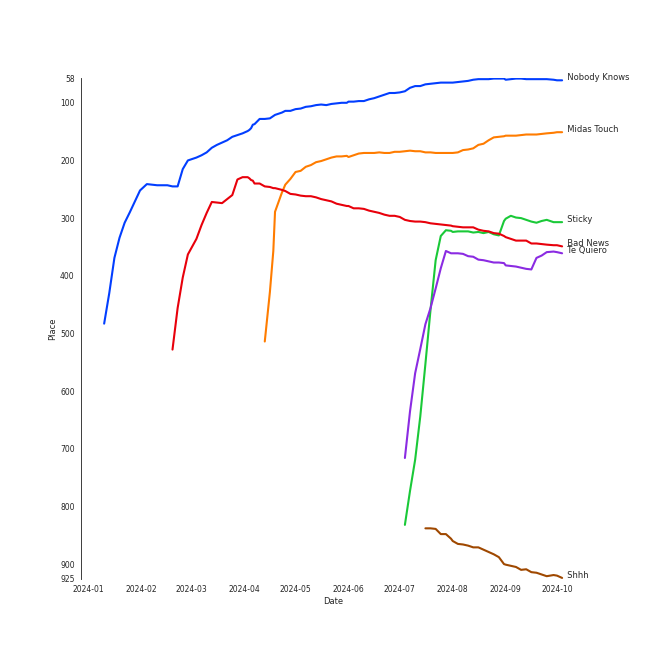 58
100
200
300
400
500
600
700
800
900
925
Place
2024-01
2024-02
2024-03
2024-04
2024-05
2024-06
2024-07
2024-08
2024-09
2024-10
Date
Nobody Knows
Midas Touch
Sticky
Bad News
Te Quiero
Shhh